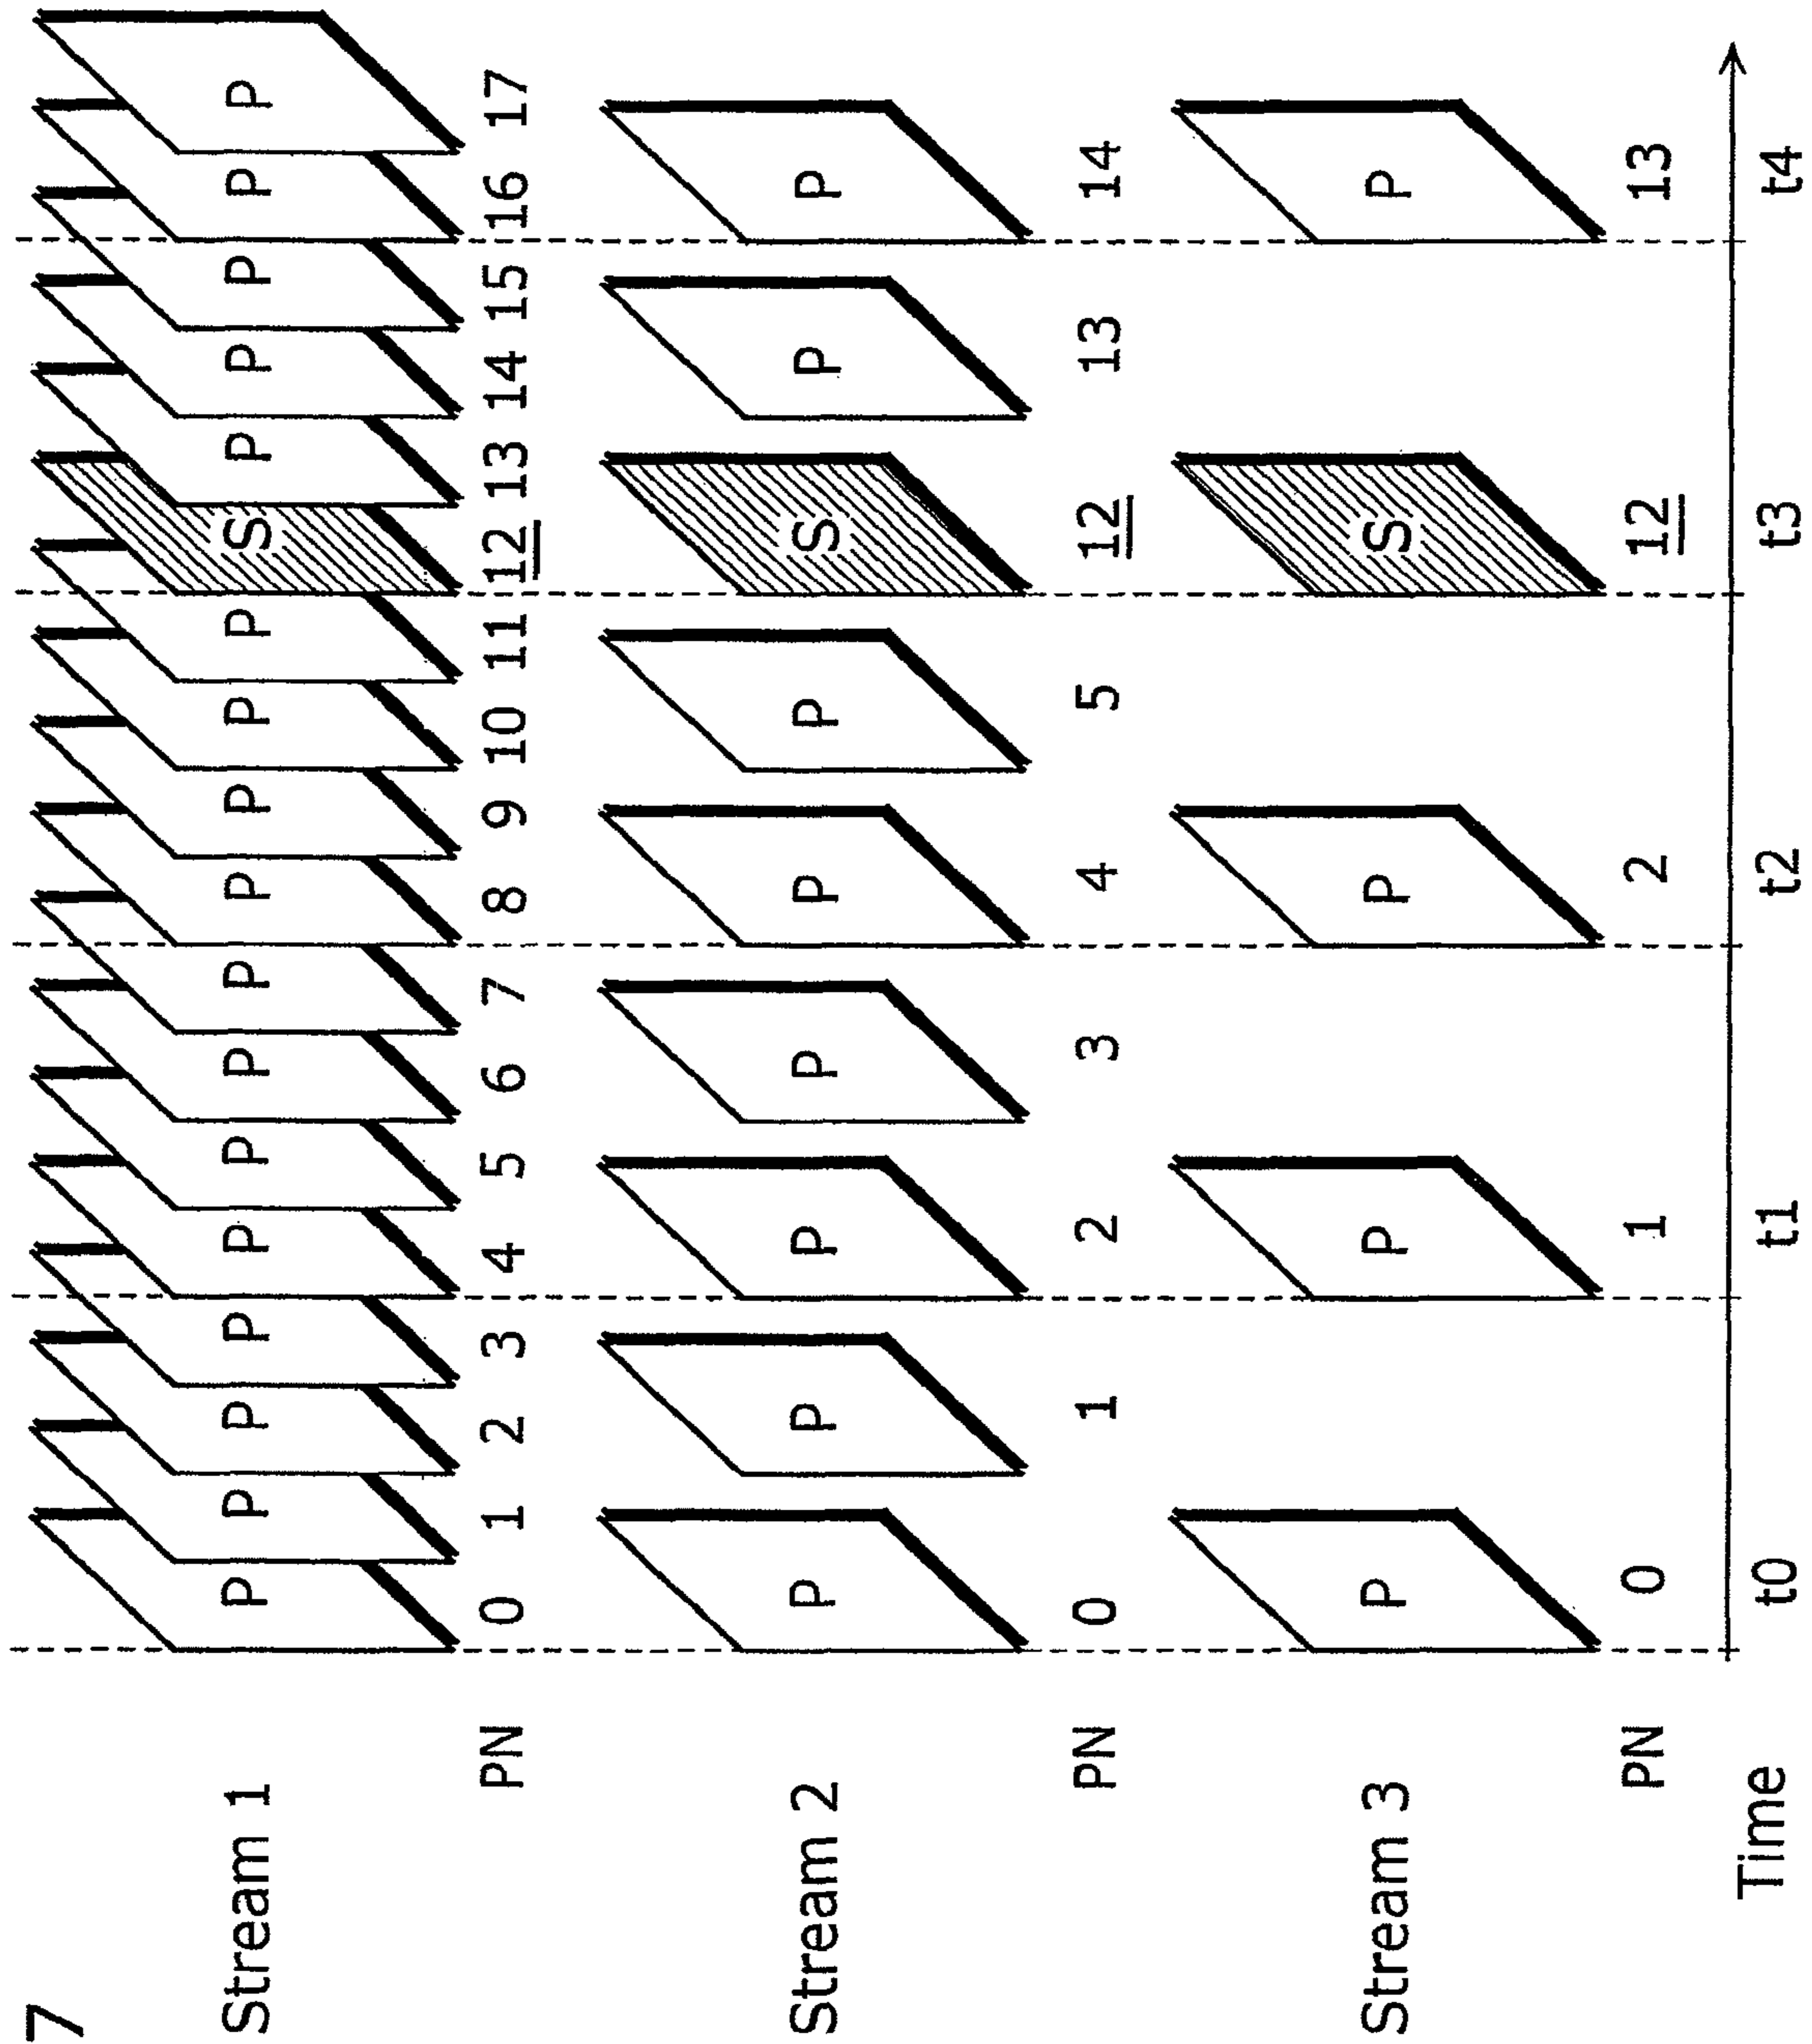 7
Stream 1 P P P P P P P P P P P P S P P P P P
PN 0 1 2 3 4 5 6 7 8 9 10 11 12 13 14 15 16 17
Stream 2 P P P P P P S P P
PN 0 1 2 3 4 5 12 13 14
Stream 3 P P P S P
PN 0 1 2 12 13
Time t0 t1 t2 t3 t4